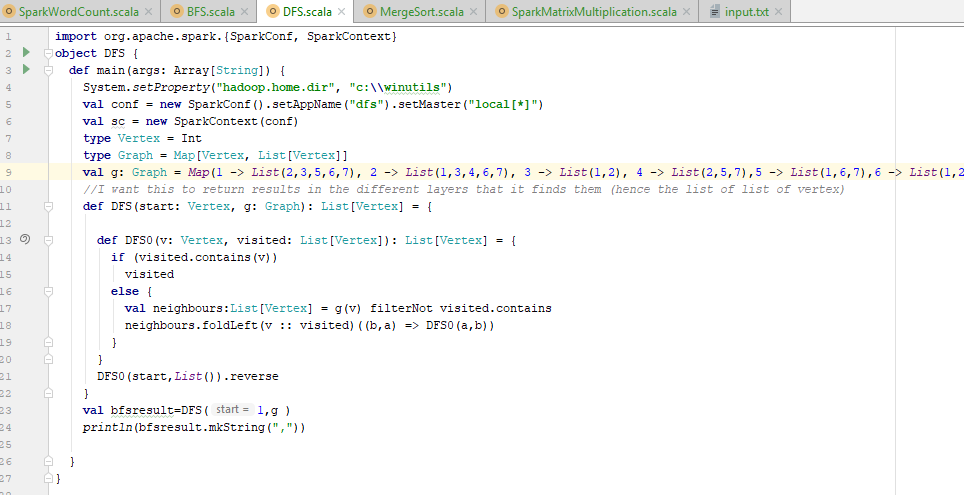 SparkWordCount.scala BFS.scala DFS.scala MergeSort.scala SparkMatrixMultiplication.scala input.txt
1 import org.apache.spark.{SparkConf, SparkContext}
2 object DFS {
3 def main(args: Array[String]) {
4 System.setProperty("hadoop.home.dir", "c:\\winutils")
5 val conf = new SparkConf().setAppName("dfs").setMaster("local[*]")
6 val sc = new SparkContext(conf)
7 type Vertex = Int
8 type Graph = Map[Vertex, List[Vertex]]
9 val g: Graph = Map(1 -> List(2,3,5,6,7), 2 -> List(1,3,4,6,7), 3 -> List(1,2), 4 -> List(2,5,7),5 -> List(1,6,7),6 -> List(1,2
10 //I want this to return results in the different layers that it finds them (hence the list of list of vertex)
11 def DFS(start: Vertex, g: Graph): List[Vertex] = {
12
13 def DFS0(v: Vertex, visited: List[Vertex]): List[Vertex] = {
14 if (visited.contains(v))
15 visited
16 else {
17 val neighbours:List[Vertex] = g(v) filterNot visited.contains
18 neighbours.foldLeft(v :: visited)((b,a) => DFS0(a,b))
19 }
20 }
21 DFS0(start,List()).reverse
22 }
23 val bfsresult=DFS( start = 1,g )
24 println(bfsresult.mkString(","))
25
26 }
27 }